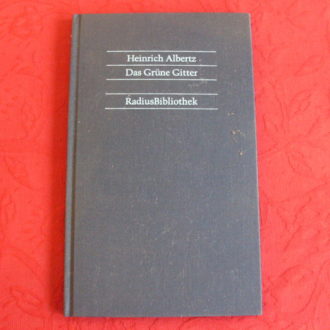 Heinrich Albertz
Das Grüne Gitter
RadiusBibliothek